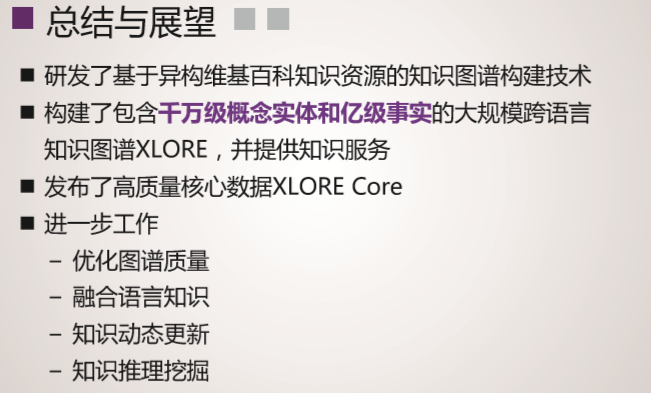 总结与展望
研发了基于异构维基百科知识资源的知识图谱构建技术
构建了包含千万级概念实体和亿级事实的大规模跨语言
知识图谱XLORE，并提供知识服务
发布了高质量核心数据XLORE Core
进一步工作
– 优化图谱质量
– 融合语言知识
– 知识动态更新
– 知识推理挖掘